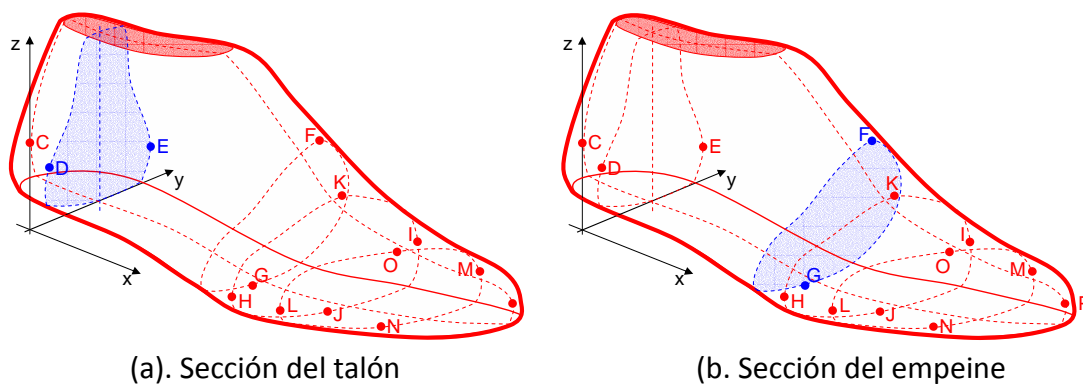 z
C
D
E
y
x
F
K
G
H
L
J
N
I
O
M
z
C
D
E
y
x
F
K
G
H
L
J
N
I
O
M
(a). Sección del talón
(b). Sección del empeine